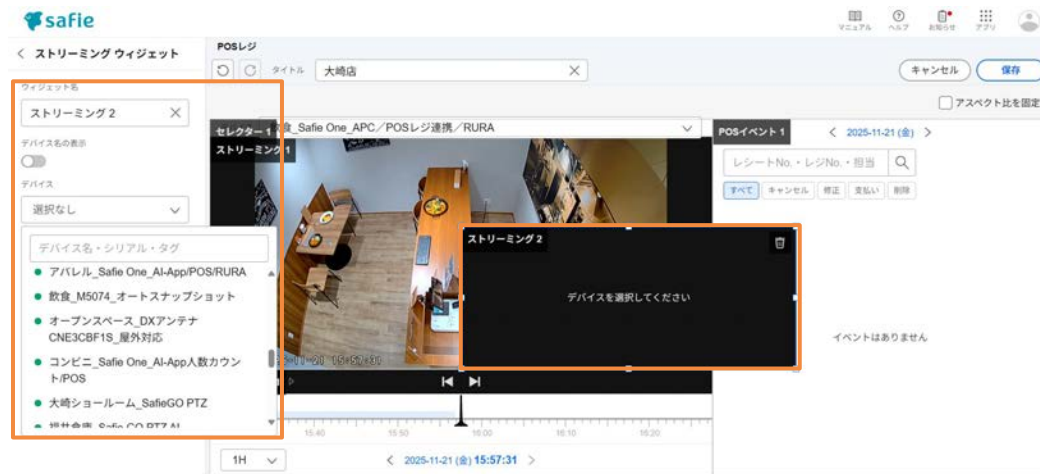 safie
マニュアル
ヘルプ
お知らせ
アプリ
ストリーミング ウィジェット
POSレジ
タイトル
大崎店
キャンセル
保存
アスペクト比を固定
ウィジェット名
ストリーミング 2
デバイス名の表示
デバイス
選択なし
デバイス名・シリアル・タグ
アパレル_Safie One_AI-App/POS/RURA
飲食_M5074_オートスナップショット
オープンスペース_DXアンテナ
CNE3CBF1S_屋外対応
コンビニ_Safie One_AI-App人数カウン
ト/POS
大崎ショールーム_SafieGO PTZ
セレクター 1
食_Safie One_APC／POSレジ連携／RURA
ストリーミング 1
ストリーミング 2
デバイスを選択してください
15:57:31
15:40
15:50
16:00
16:10
16:20
1H
2025-11-21 (金) 15:57:31
POSイベント 1
2025-11-21 (金)
レシートNo.・レジNo.・担当
すべて
キャンセル
修正
支払い
削除
イベントはありません